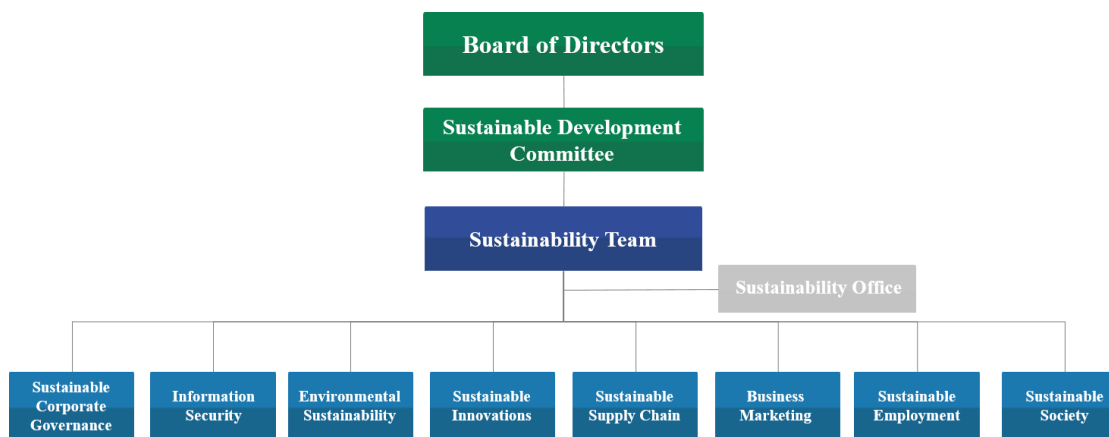 Board of Directors
Sustainable Development
Committee
Sustainability Team
Sustainability Office
Sustainable
Corporate
Governance
Information
Security
Environmental
Sustainability
Sustainable
Innovations
Sustainable
Supply Chain
Business
Marketing
Sustainable
Employment
Sustainable
Society